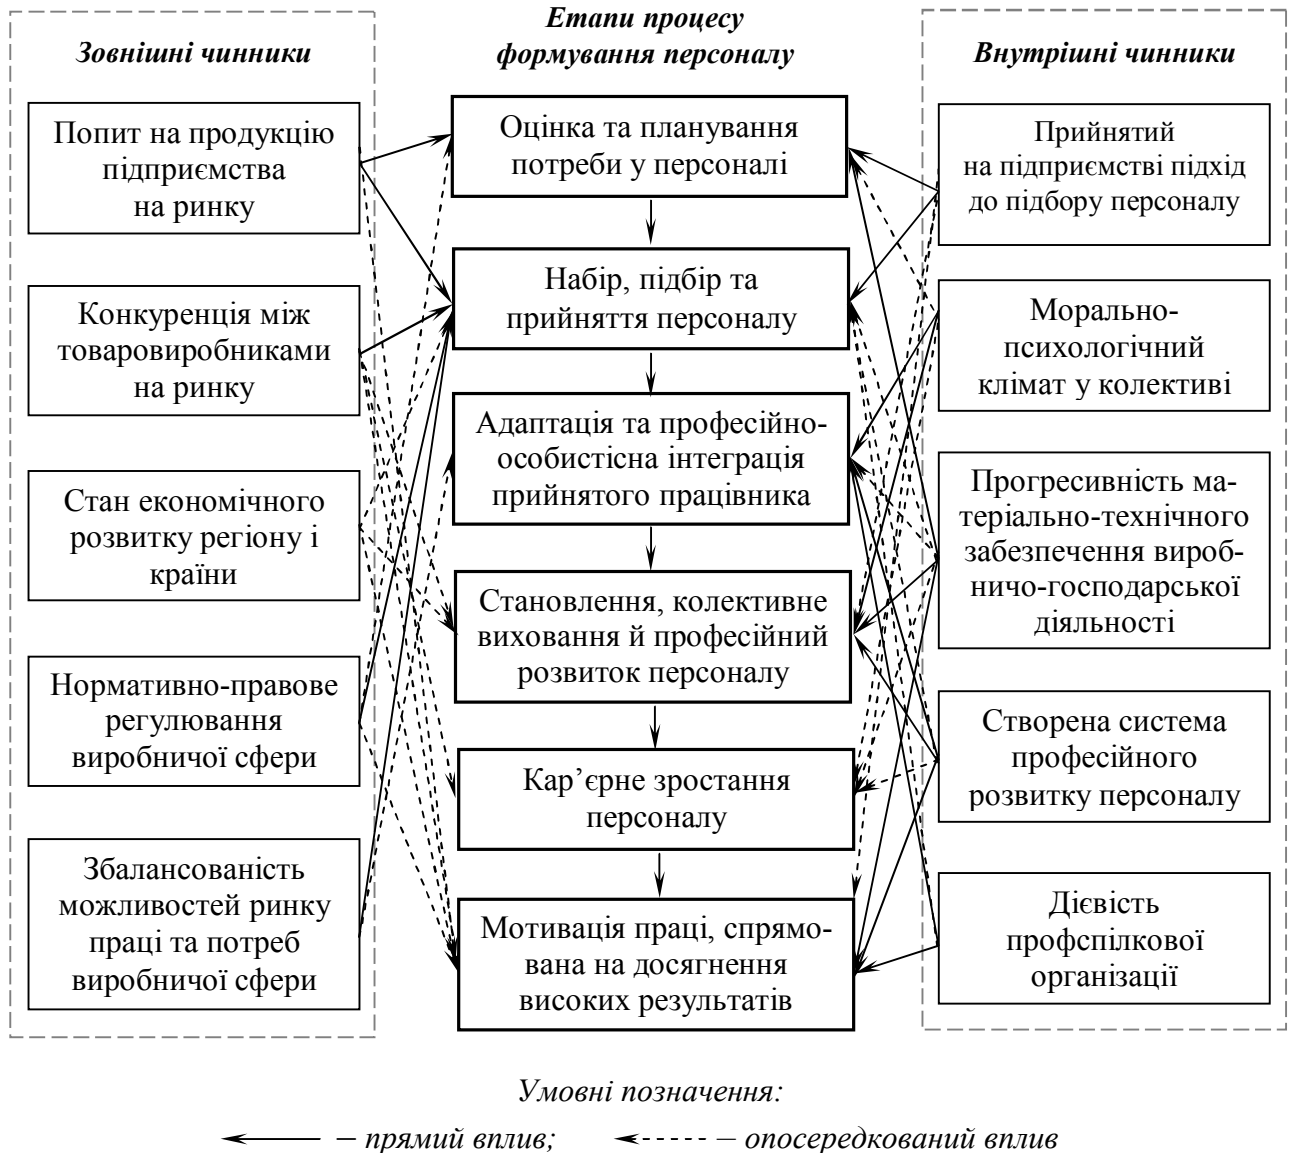 Зовнішні чинники
Попит на продукцію
підприємства
на ринку
Конкуренція між
товаровиробниками
на ринку
Стан економічного
розвитку регіону і
країни
Нормативно-правове
регулювання
виробничої сфери
Збалансованість
можливостей ринку
праці та потреб
виробничої сфери
Етапи процесу
формування персоналу
Оцінка та планування
потреби у персоналі
Набір, підбір та
прийняття персоналу
Адаптація та професійно-
особистісна інтеграція
прийнятого працівника
Становлення, колективне
виховання й професійний
розвиток персоналу
Кар’єрне зростання
персоналу
Мотивація праці, спрямо-
вана на досягнення
високих результатів
Внутрішні чинники
Прийнятий
на підприємстві підхід
до підбору персоналу
Морально-
психологічний
клімат у колективі
Прогресивність ма-
теріально-технічного
забезпечення вироб-
ничо-господарської
діяльності
Створена система
професійного
розвитку персоналу
Дієвість
профспілкової
організації
Умовні позначення:
– прямий вплив; – опосередкований вплив